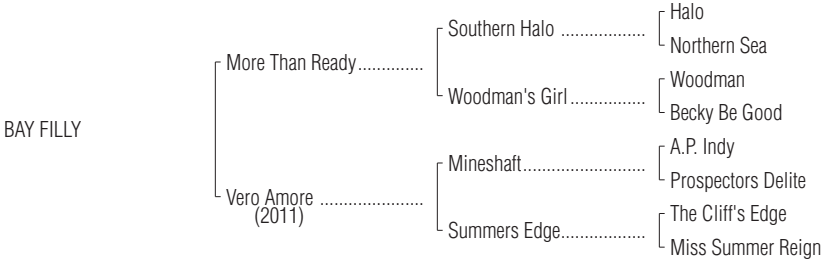 Halo
Southern Halo ..................
Northern Sea
More Than Ready..............
Woodman
Woodman's Girl ................
Becky Be Good
BAY FILLY
A.P. Indy
Mineshaft..........................
Prospectors Delite
Vero Amore ......................
(2011)
The Cliff's Edge
Summers Edge..................
Miss Summer Reign